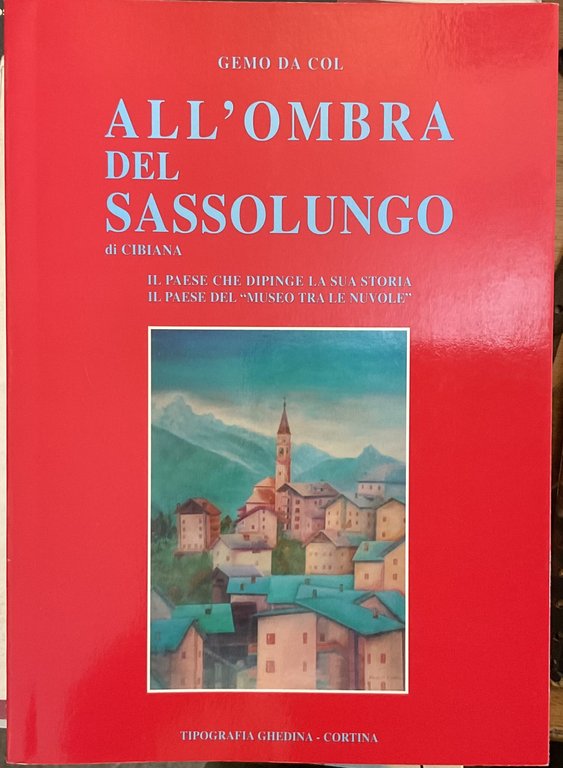 GEMO DA COL
ALL'OMBRA
DEL
SASSOLUNGO
di CIBIANA
IL PAESE CHE DIPINGE LA SUA STORIA
IL PAESE DEL “MUSEO TRA LE NUVOLE”
TIPOGRAFIA GHEDINA - CORTINA